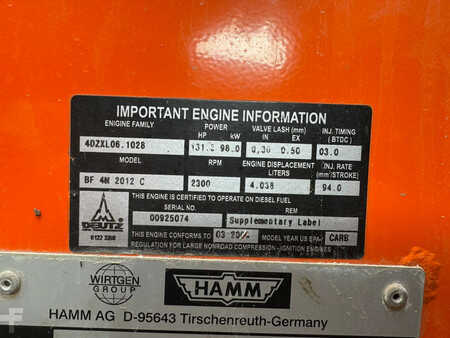 IMPORTANT ENGINE INFORMATION
ENIGINE FAMILY POWER HP kW VALVE LASH (mm) IN EX INJ. TIMING (BTDC)
4DZXL06.1028 98.0 0,30 0.50 03.0
MODEL RPM ENGINE DISPLACEMENT LITERS INJ. RATE (mm³/STROKE)
BF 4M 2012 C 2300 4.038 94.0
THIS ENGINE IS CERTIFIED TO OPERATE ON DIESEL FUEL
SERIAL NO. REM
00925074 Supplementary Label
DEUTZ
THIS ENGINE CONFORMS TO 03 MODEL YEAR US EPA CARB
REGULATION FOR LARGE NONROAD COMPRESSION - IGNITION ENGINES
WIRTGEN GROUP
HAMM
HAMM AG D-95643 Tirschenreuth-Germany